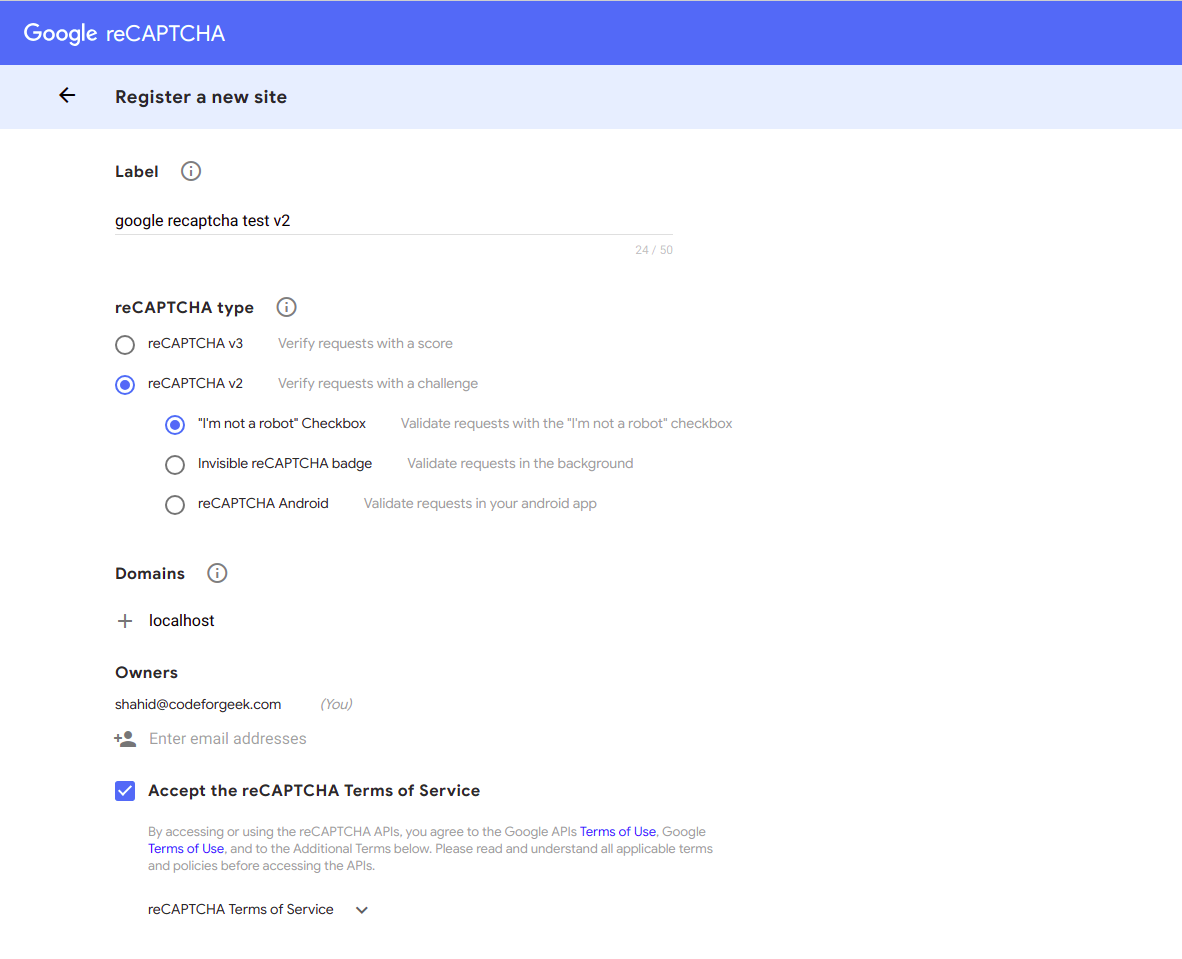 Google reCAPTCHA
Register a new site
Label
google recaptcha test v2
24 / 50
reCAPTCHA type
reCAPTCHA v3 Verify requests with a score
reCAPTCHA v2 Verify requests with a challenge
"I'm not a robot" Checkbox Validate requests with the "I'm not a robot" checkbox
Invisible reCAPTCHA badge Validate requests in the background
reCAPTCHA Android Validate requests in your android app
Domains
localhost
Owners
shahid@codeforgeek.com (You)
Enter email addresses
Accept the reCAPTCHA Terms of Service
By accessing or using the reCAPTCHA APIs, you agree to the Google APIs Terms of Use, Google
Terms of Use, and to the Additional Terms below. Please read and understand all applicable terms
and policies before accessing the APIs.
reCAPTCHA Terms of Service